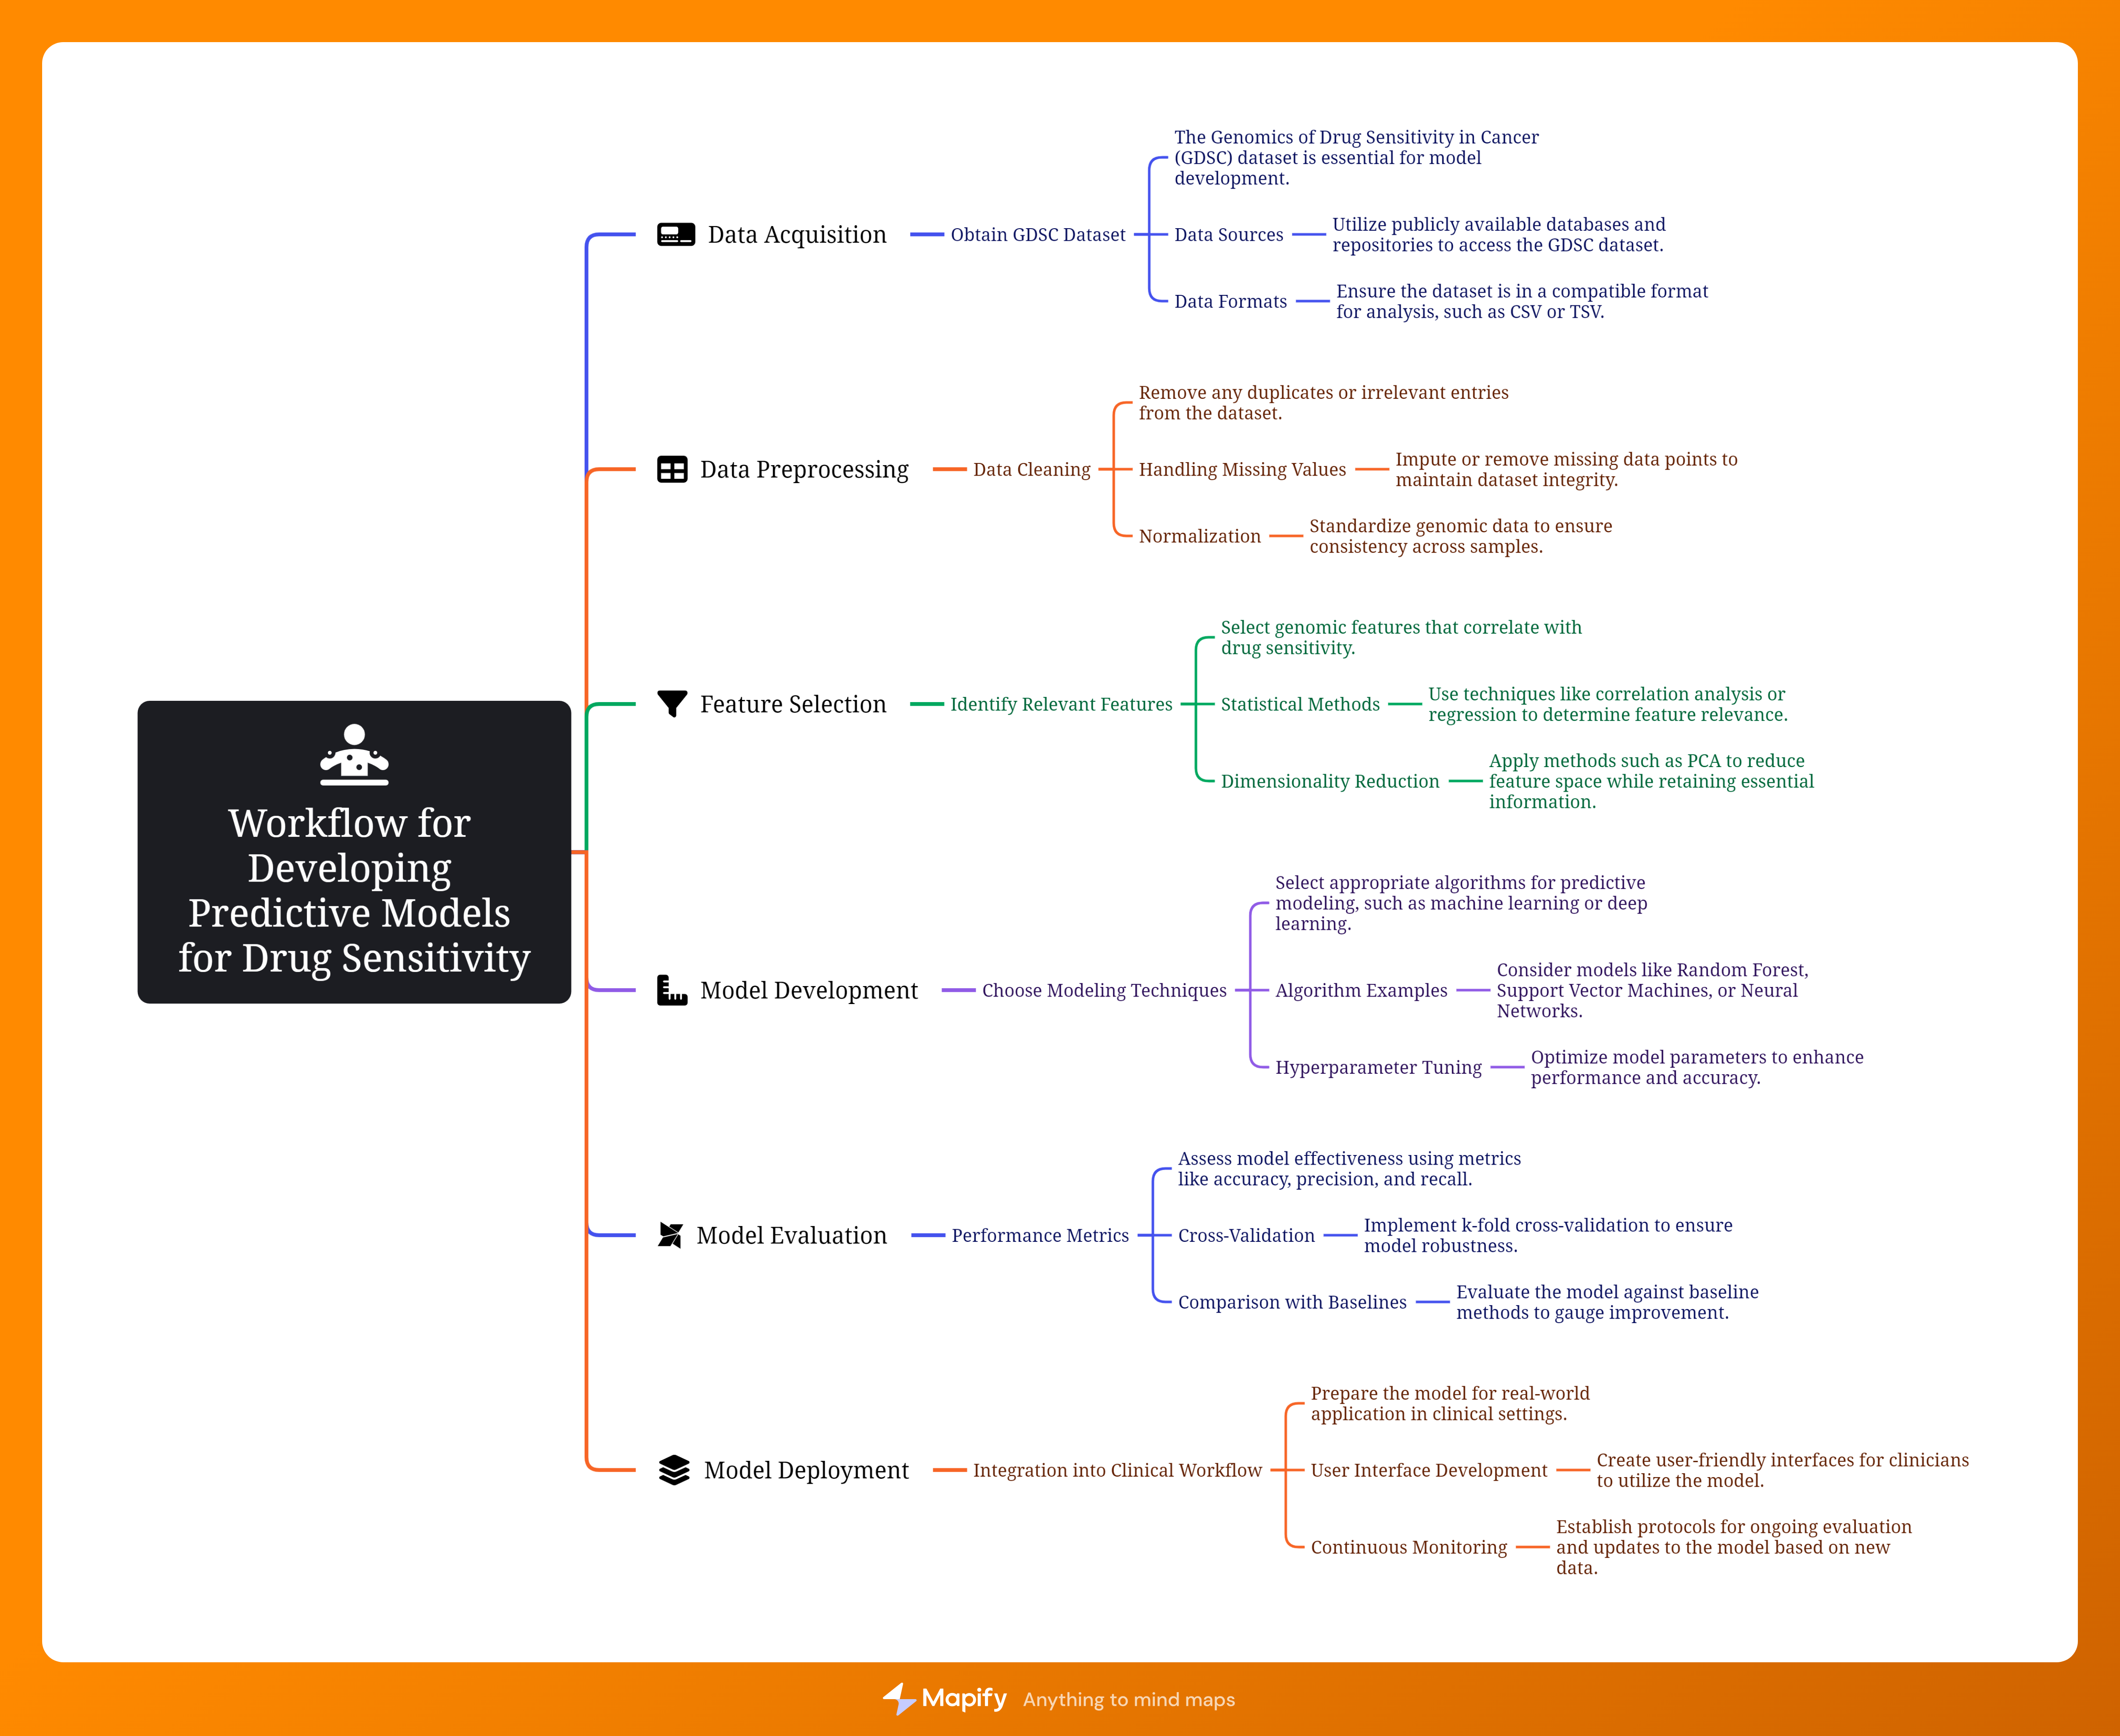 Workflow for
Developing
Predictive Models
for Drug Sensitivity
Data Acquisition
Obtain GDSC Dataset
The Genomics of Drug Sensitivity in Cancer
(GDSC) dataset is essential for model
development.
Data Sources
Utilize publicly available databases and
repositories to access the GDSC dataset.
Data Formats
Ensure the dataset is in a compatible format
for analysis, such as CSV or TSV.
Data Preprocessing
Data Cleaning
Remove any duplicates or irrelevant entries
from the dataset.
Handling Missing Values
Impute or remove missing data points to
maintain dataset integrity.
Normalization
Standardize genomic data to ensure
consistency across samples.
Feature Selection
Identify Relevant Features
Select genomic features that correlate with
drug sensitivity.
Statistical Methods
Use techniques like correlation analysis or
regression to determine feature relevance.
Dimensionality Reduction
Apply methods such as PCA to reduce
feature space while retaining essential
information.
Model Development
Choose Modeling Techniques
Select appropriate algorithms for predictive
modeling, such as machine learning or deep
learning.
Algorithm Examples
Consider models like Random Forest,
Support Vector Machines, or Neural
Networks.
Hyperparameter Tuning
Optimize model parameters to enhance
performance and accuracy.
Model Evaluation
Performance Metrics
Assess model effectiveness using metrics
like accuracy, precision, and recall.
Cross-Validation
Implement k-fold cross-validation to ensure
model robustness.
Comparison with Baselines
Evaluate the model against baseline
methods to gauge improvement.
Model Deployment
Integration into Clinical Workflow
Prepare the model for real-world
application in clinical settings.
User Interface Development
Create user-friendly interfaces for clinicians
to utilize the model.
Continuous Monitoring
Establish protocols for ongoing evaluation
and updates to the model based on new
data.
Mapify Anything to mind maps